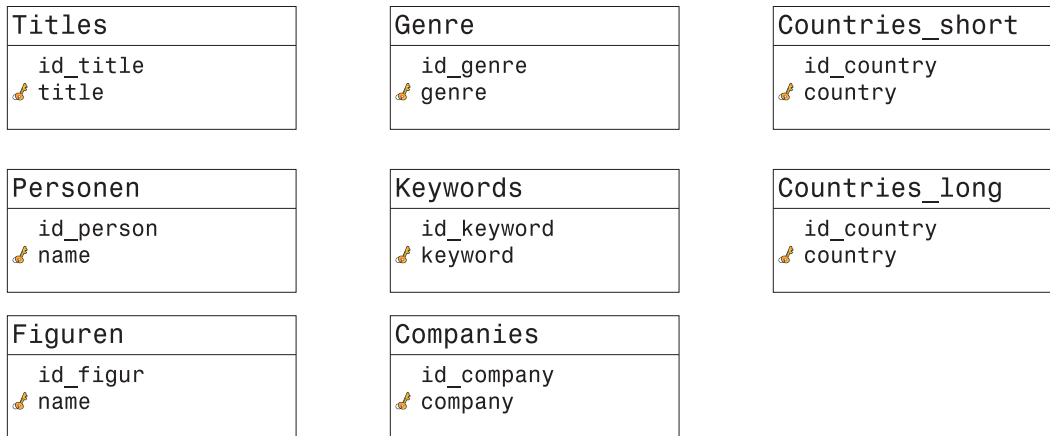 Titles
id_title
title
Genre
id_genre
genre
Countries_short
id_country
country
Personen
id_person
name
Keywords
id_keyword
keyword
Countries_long
id_country
country
Figuren
id_figur
name
Companies
id_company
company